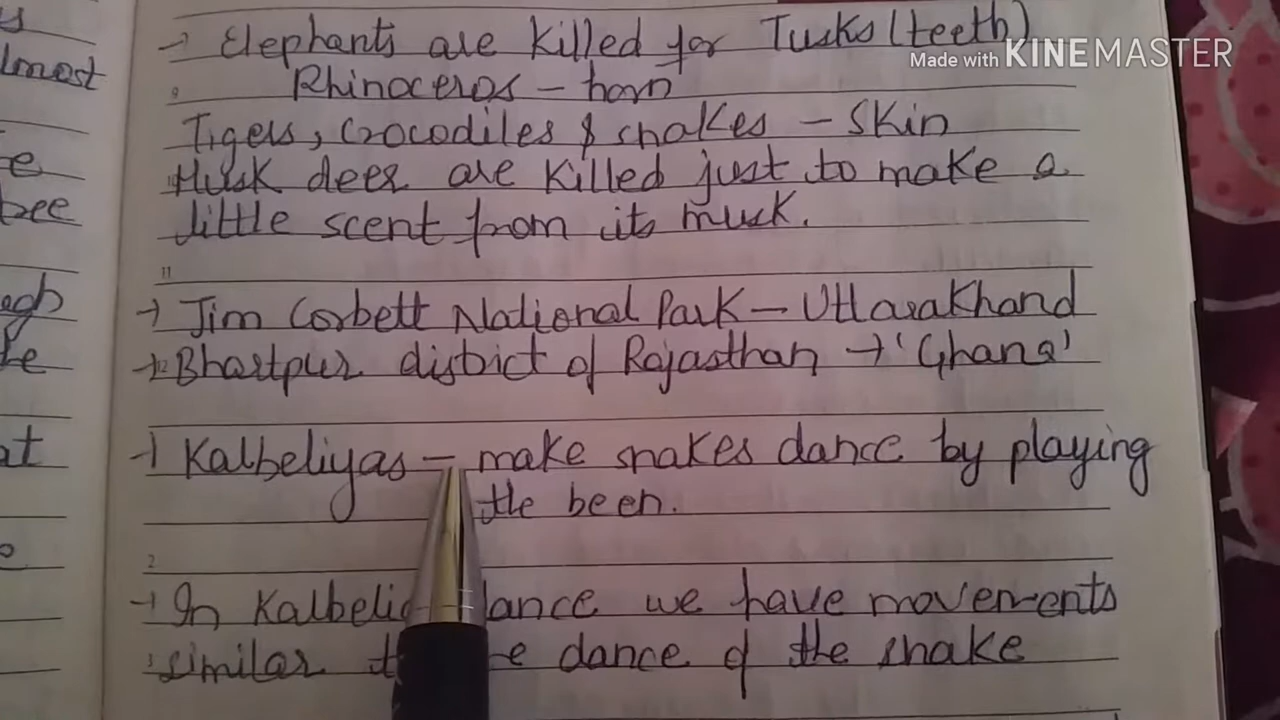 → Elephants are killed for Tusks (teeth)
Made with KINEMASTER
Rhinoceros – horn
Tigers, Crocodiles & snakes – Skin
Musk deer are killed just to make a
little scent from its musk.
→ Jim Corbett National Park – Uttarakhand
→ Bhartpur district of Rajasthan → 'Ghana'
→ Kalbeliyas – make snakes dance by playing
the been.
→ In dance we have movements
similar dance of the snake